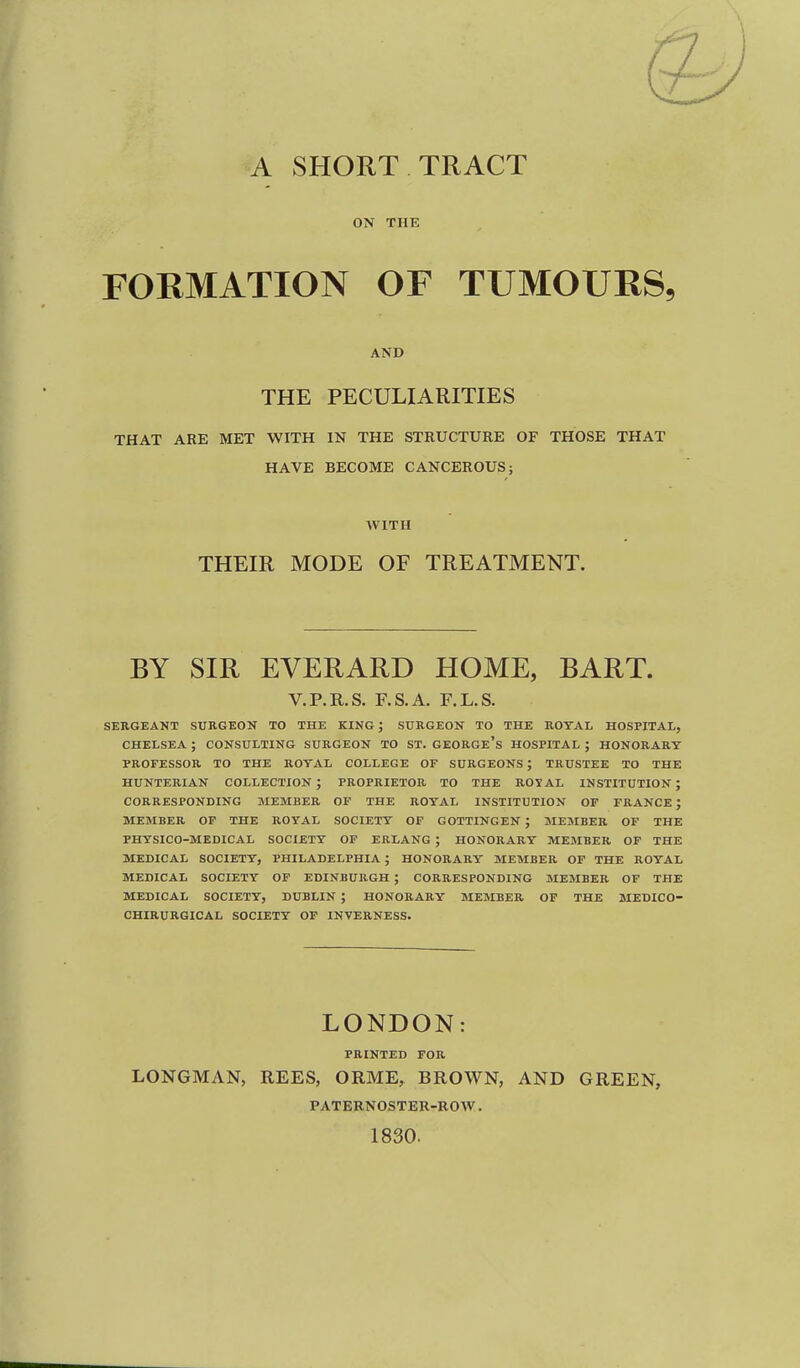 A SHORT TRACT
ON THE
FORMATION OF TUMOURS,
AND
THE PECULIARITIES
THAT ARE MET WITH IN THE STRUCTURE OF THOSE THAT
HAVE BECOME CANCEROUS;
WITH
THEIR MODE OF TREATMENT.
BY SIR EVERARD HOME, BART.
V.P.R.S. F.S.A. F.L.S.
SERGEANT SURGEON TO THE KING; SURGEON TO THE ROYAL HOSPITAL,
CHELSEA; CONSULTING SURGEON TO ST. GEORGE'S HOSPITAL; HONORARY
PROFESSOR TO THE ROYAL COLLEGE OF SURGEONS; TRUSTEE TO THE
HUNTERIAN COLLECTION; PROPRIETOR TO THE ROYAL INSTITUTION;
CORRESPONDING MEMBER OF THE ROYAL INSTITUTION OF FRANCE;
MEMBER OF THE ROYAL SOCIETY OF GOTTINGEN; MEMBER OF THE
PHYSICO-MEDICAL SOCIETY OF ERLANG; HONORARY MEMBER OF THE
MEDICAL SOCIETY, PHILADELPHIA; HONORARY MEMBER OF THE ROYAL
MEDICAL SOCIETY OF EDINBURGH; CORRESPONDING MEMBER OF THE
MEDICAL SOCIETY, DUBLIN; HONORARY MEMBER OF THE MEDICO-
CHIRURGICAL SOCIETY OF INVERNESS.
LONDON:
PRINTED FOR
LONGMAN, REES, ORME, BROWN, AND GREEN,
PATERNOSTER-ROW.
1830.